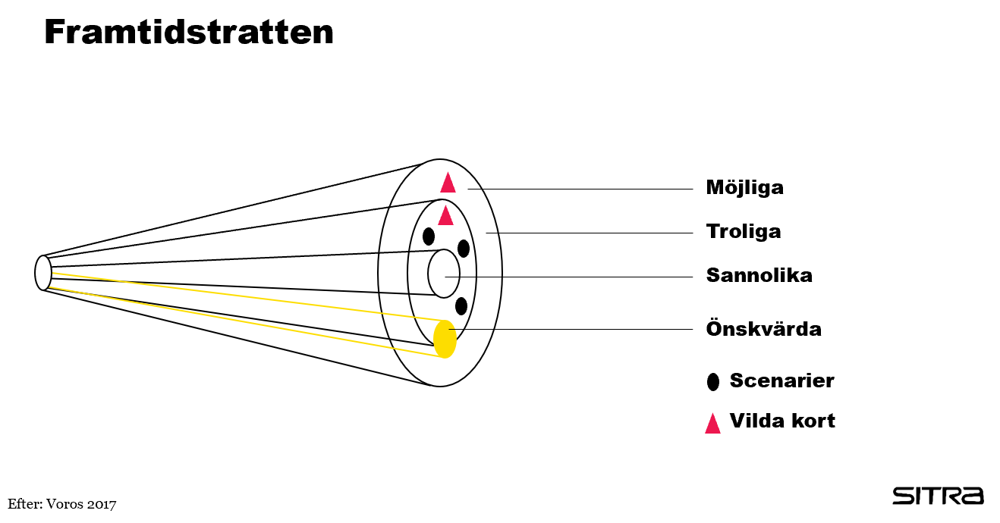 Framtidstratten
Möjliga
Troliga
Sannolika
Önskvärda
Scenarier
Vilda kort
Efter: Voros 2017
SITRA